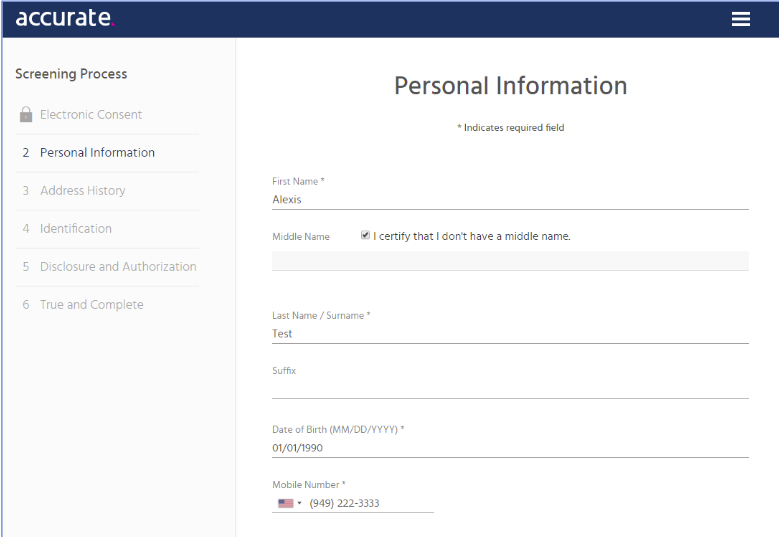 accurate.
Screening Process
Electronic Consent
2 Personal Information
3 Address History
4 Identification
5 Disclosure and Authorization
6 True and Complete
Personal Information
* Indicates required field
First Name *
Alexis
Middle Name I certify that I don't have a middle name.
Last Name / Surname *
Test
Suffix
Date of Birth (MM/DD/YYYY) *
01/01/1990
Mobile Number *
(949) 222-3333